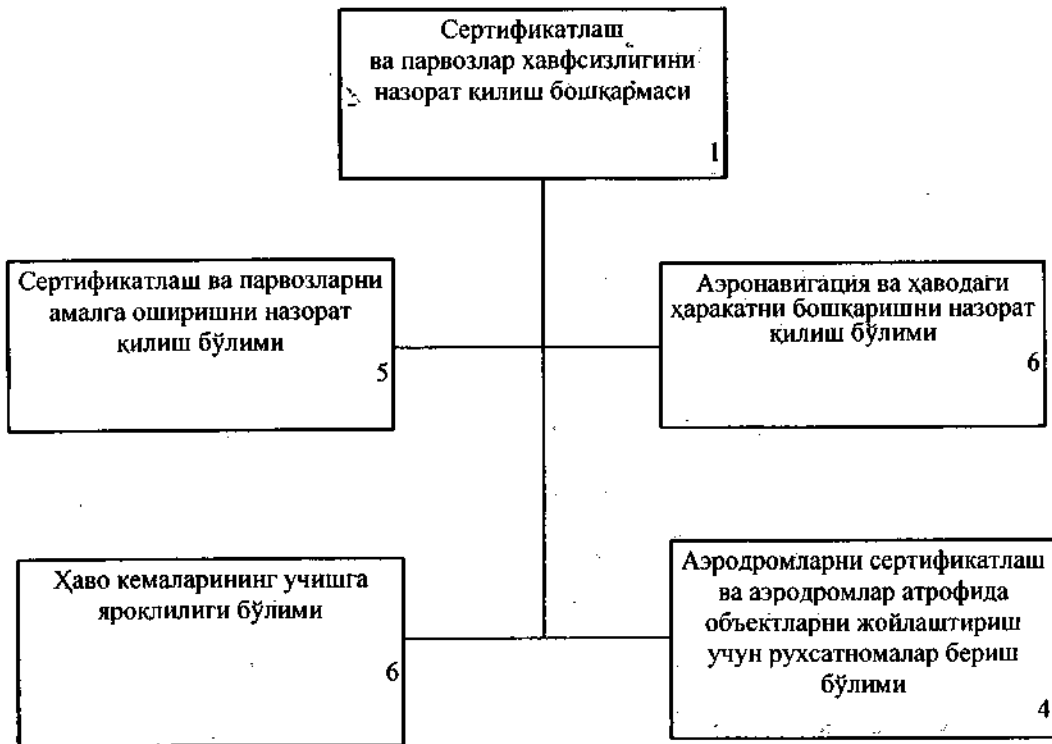 Сертификатлаш
ва парвозлар хавфсизлигини
назорат қилиш бошқармаси
1
Сертификатлаш ва парвозларни
амалга оширишни назорат
қилиш бўлими
5
Аэронавигация ва ҳаводаги
ҳаракатни бошқаришни назорат
қилиш бўлими
6
Ҳаво кемаларининг учишга
яроқлилиги бўлими
6
Аэродромларни сертификатлаш
ва аэродромлар атрофида
объектларни жойлаштириш
учун рухсатномалар бериш
бўлими
4